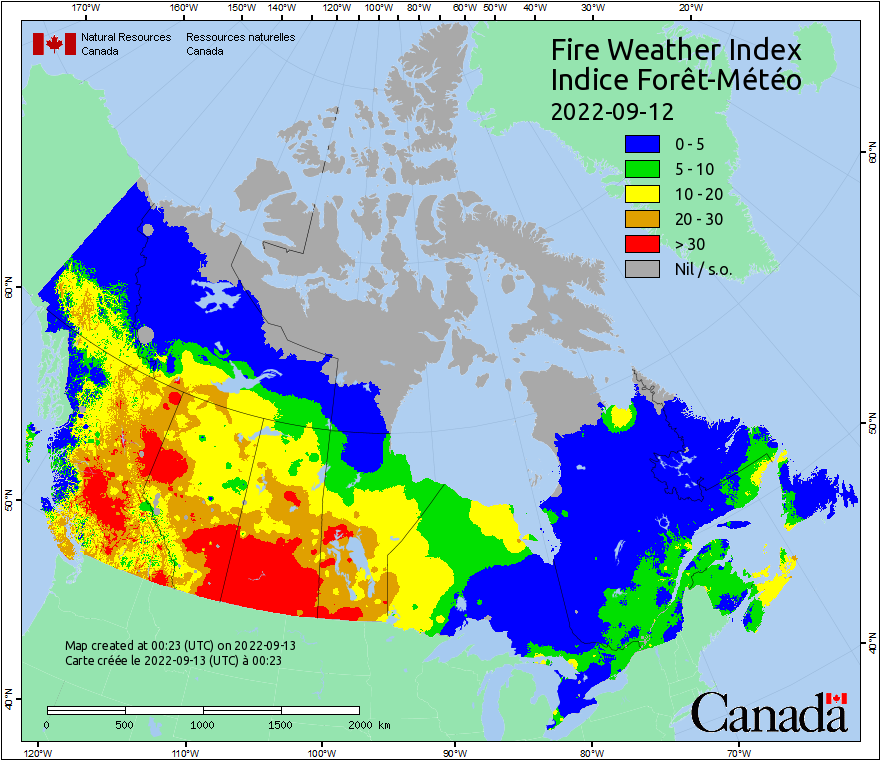 170°W 160°W 150°W 140°W 130°W 120°W 110°W 100°W 90°W 80°W 70°W 60°W 50°W 40°W 30°W 20°W
Natural Resources Ressources naturelles
Canada Canada
Fire Weather Index
Indice Forêt-Météo
2022-09-12
0 - 5
5 - 10
10 - 20
20 - 30
> 30
Nil / s.o.
60°N 60°N
50°N 50°N
40°N 40°N
Map created at 00:23 (UTC) on 2022-09-13
Carte créée le 2022-09-13 (UTC) à 00:23
0 500 1000 1500 2000 km
Canada
120°W 110°W 100°W 90°W 80°W 70°W